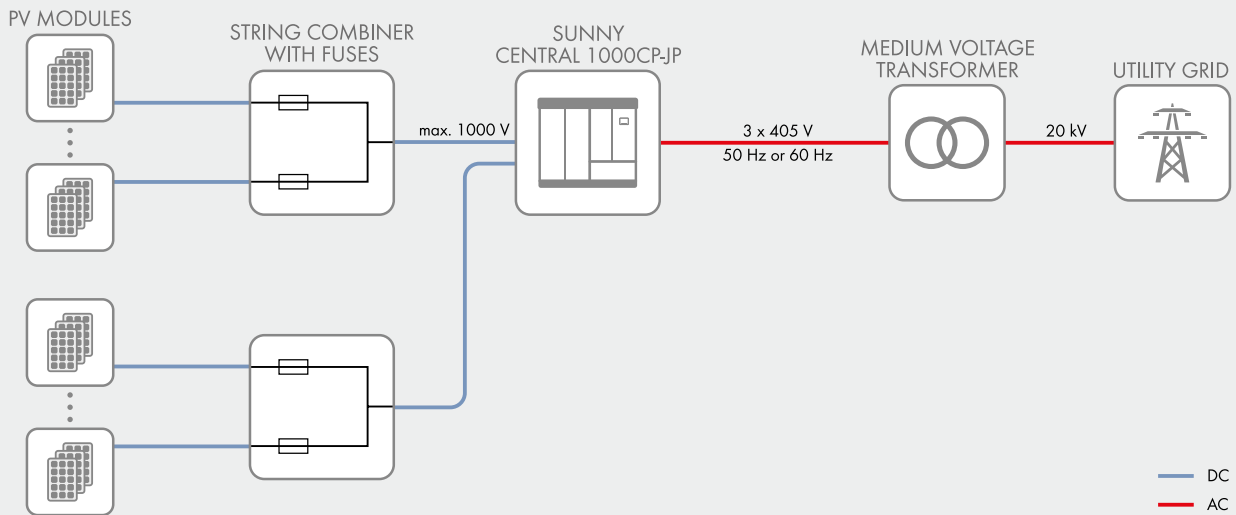 PV MODULES
STRING COMBINER
WITH FUSES
SUNNY
CENTRAL 1000CP-JP
MEDIUM VOLTAGE
TRANSFORMER
UTILITY GRID
max. 1000 V
3 x 405 V
50 Hz or 60 Hz
20 kV
DC
AC